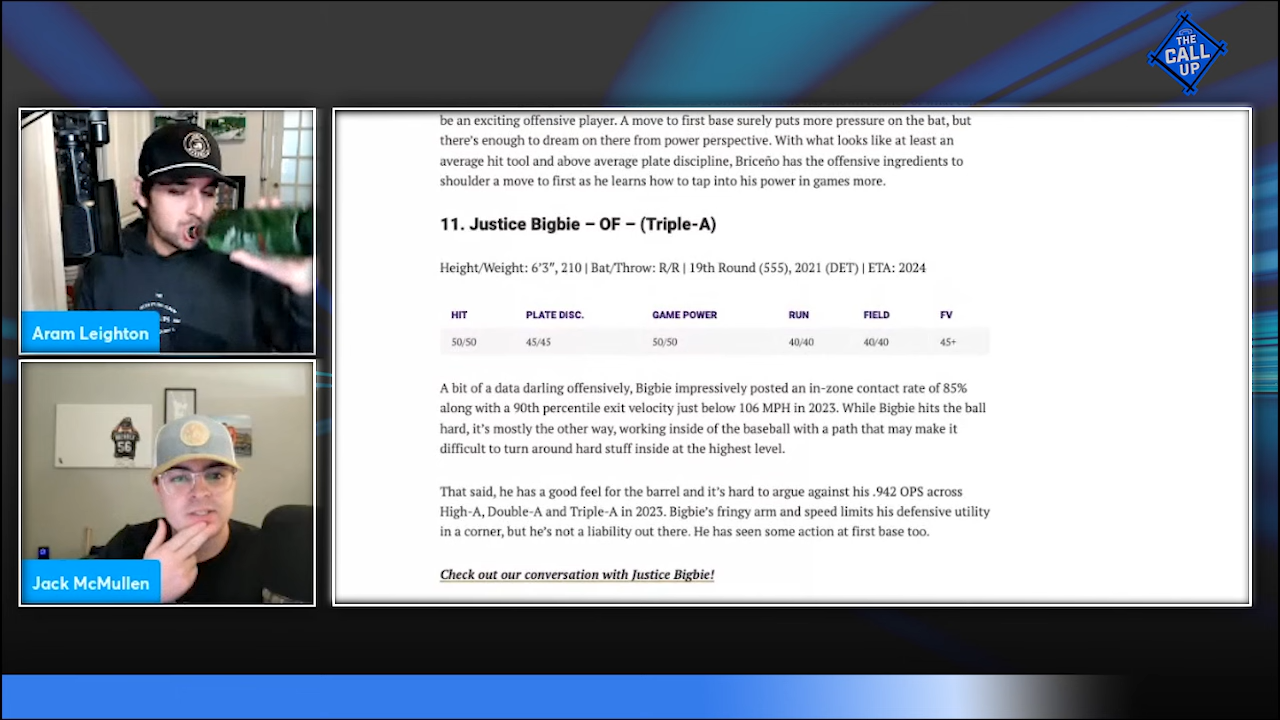 THE
CALL
UP
be an exciting offensive player. A move to first base surely puts more pressure on the bat, but
there's enough to dream on there from power perspective. With what looks like at least an
average hit tool and above average plate discipline, Briceño has the offensive ingredients to
shoulder a move to first as he learns how to tap into his power in games more.
11. Justice Bigbie – OF – (Triple-A)
Height/Weight: 6'3", 210 | Bat/Throw: R/R | 19th Round (555), 2021 (DET) | ETA: 2024
HIT PLATE DISC. GAME POWER RUN FIELD FV
50/50 45/45 50/50 40/40 40/40 45+
A bit of a data darling offensively, Bigbie impressively posted an in-zone contact rate of 85%
along with a 90th percentile exit velocity just below 106 MPH in 2023. While Bigbie hits the ball
hard, it's mostly the other way, working inside of the baseball with a path that may make it
difficult to turn around hard stuff inside at the highest level.
That said, he has a good feel for the barrel and it's hard to argue against his .942 OPS across
High-A, Double-A and Triple-A in 2023. Bigbie's fringy arm and speed limits his defensive utility
in a corner, but he's not a liability out there. He has seen some action at first base too.
Check out our conversation with Justice Bigbie!
Aram Leighton
56
Jack McMullen